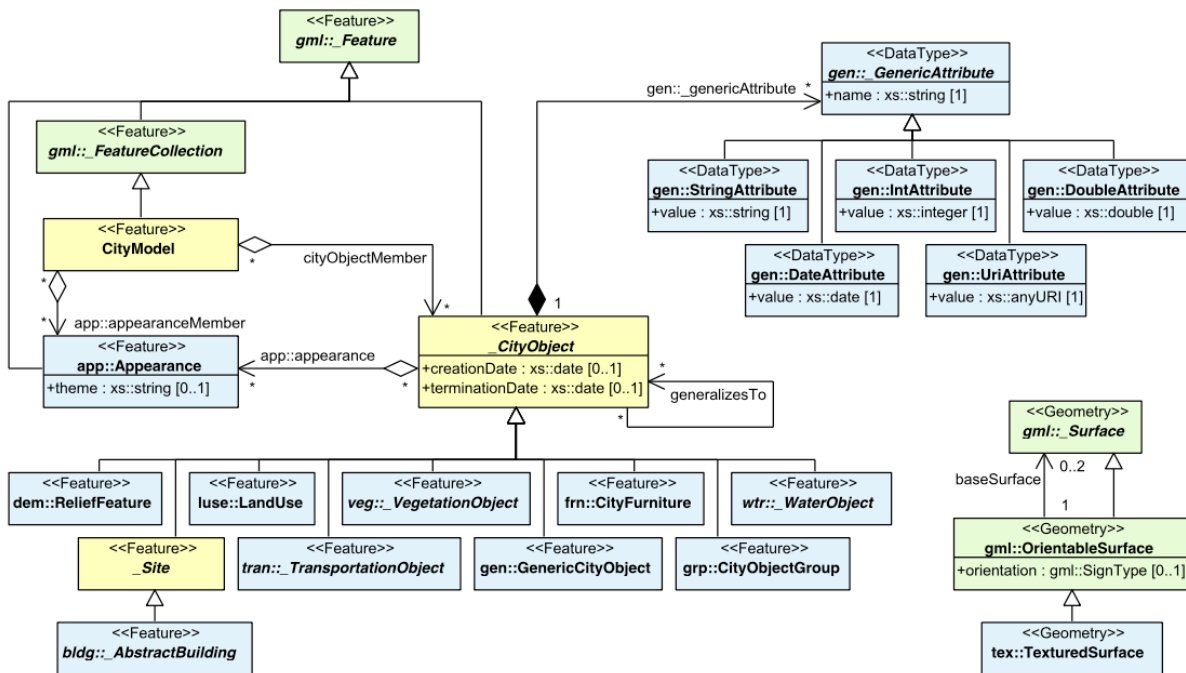 <<Feature>>
gml::_Feature
<<DataType>>
gen::_GenericAttribute
+name : xs::string [1]
gen::_genericAttribute
*
<<Feature>>
gml::_FeatureCollection
<<DataType>>
gen::StringAttribute
+value : xs::string [1]
<<DataType>>
gen::IntAttribute
+value : xs::integer [1]
<<DataType>>
gen::DoubleAttribute
+value : xs::double [1]
<<Feature>>
CityModel
*
cityObjectMember
*
<<DataType>>
gen::DateAttribute
+value : xs::date [1]
<<DataType>>
gen::UriAttribute
+value : xs::anyURI [1]
*
*
app::appearanceMember
1
<<Feature>>
app::Appearance
+theme : xs::string [0..1]
app::appearance
*
*
<<Feature>>
_CityObject
+creationDate : xs::date [0..1]
+terminationDate : xs::date [0..1]
*
generalizesTo
*
<<Geometry>>
gml::_Surface
baseSurface
0..2
1
<<Geometry>>
gml::OrientableSurface
+orientation : gml::SignType [0..1]
<<Geometry>>
tex::TexturedSurface
<<Feature>>
dem::ReliefFeature
<<Feature>>
luse::LandUse
<<Feature>>
veg::_VegetationObject
<<Feature>>
frn::CityFurniture
<<Feature>>
wtr::_WaterObject
<<Feature>>
_Site
<<Feature>>
tran::_TransportationObject
<<Feature>>
gen::GenericCityObject
<<Feature>>
grp::CityObjectGroup
<<Feature>>
bldg::_AbstractBuilding